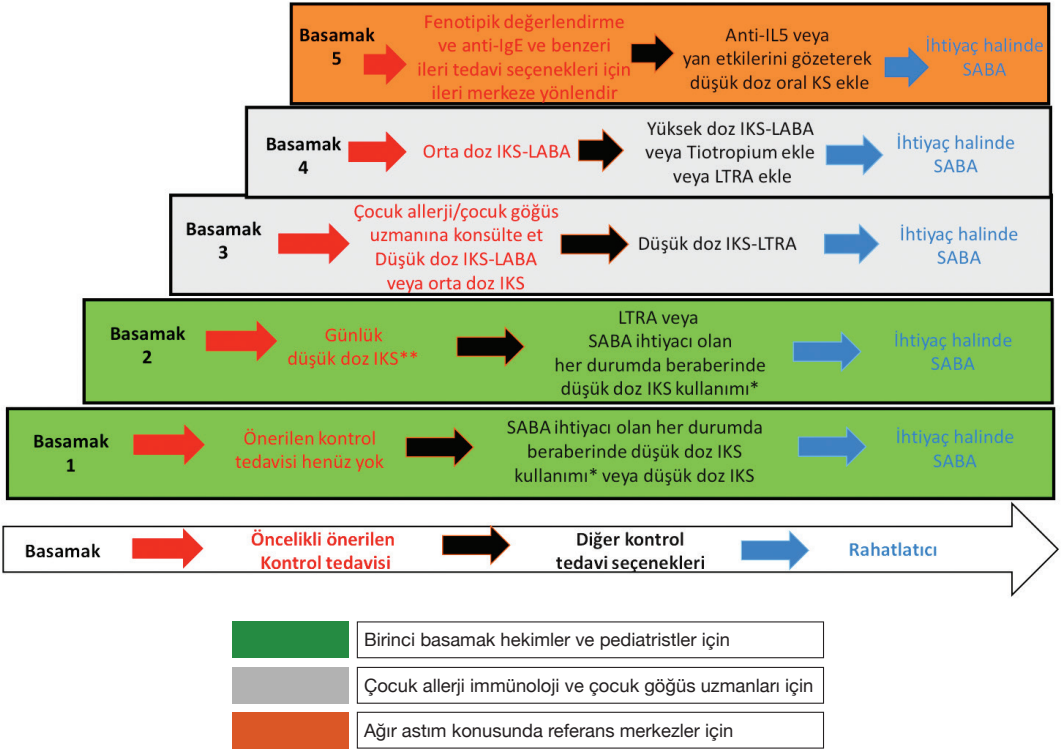 Basamak
5
Fenotipik değerlendirme
ve anti-IgE ve benzeri
ileri tedavi seçenekleri için
ileri merkeze yönlendir
Anti-IL5 veya
yan etkilerini gözeterek
düşük doz oral KS ekle
İhtiyaç halinde
SABA
Basamak
4
Orta doz IKS-LABA
Yüksek doz IKS-LABA
veya Tiotropium ekle
veya LTRA ekle
İhtiyaç halinde
SABA
Basamak
3
Çocuk allerji/çocuk göğüs
uzmanına konsülte et
Düşük doz IKS-LABA
veya orta doz IKS
Düşük doz IKS-LTRA
İhtiyaç halinde
SABA
Basamak
2
Günlük
düşük doz IKS**
LTRA veya
SABA ihtiyacı olan
her durumda beraberinde
düşük doz IKS kullanımı*
İhtiyaç halinde
SABA
Basamak
1
Önerilen kontrol
tedavisi henüz yok
SABA ihtiyacı olan her durumda
beraberinde düşük doz IKS
kullanımı* veya düşük doz IKS
İhtiyaç halinde
SABA
Basamak
Öncelikli önerilen
Kontrol tedavisi
Diğer kontrol
tedavi seçenekleri
Rahatlatıcı
Birinci basamak hekimler ve pediatristler için
Çocuk allerji immünoloji ve çocuk göğüs uzmanları için
Ağır astım konusunda referans merkezler için